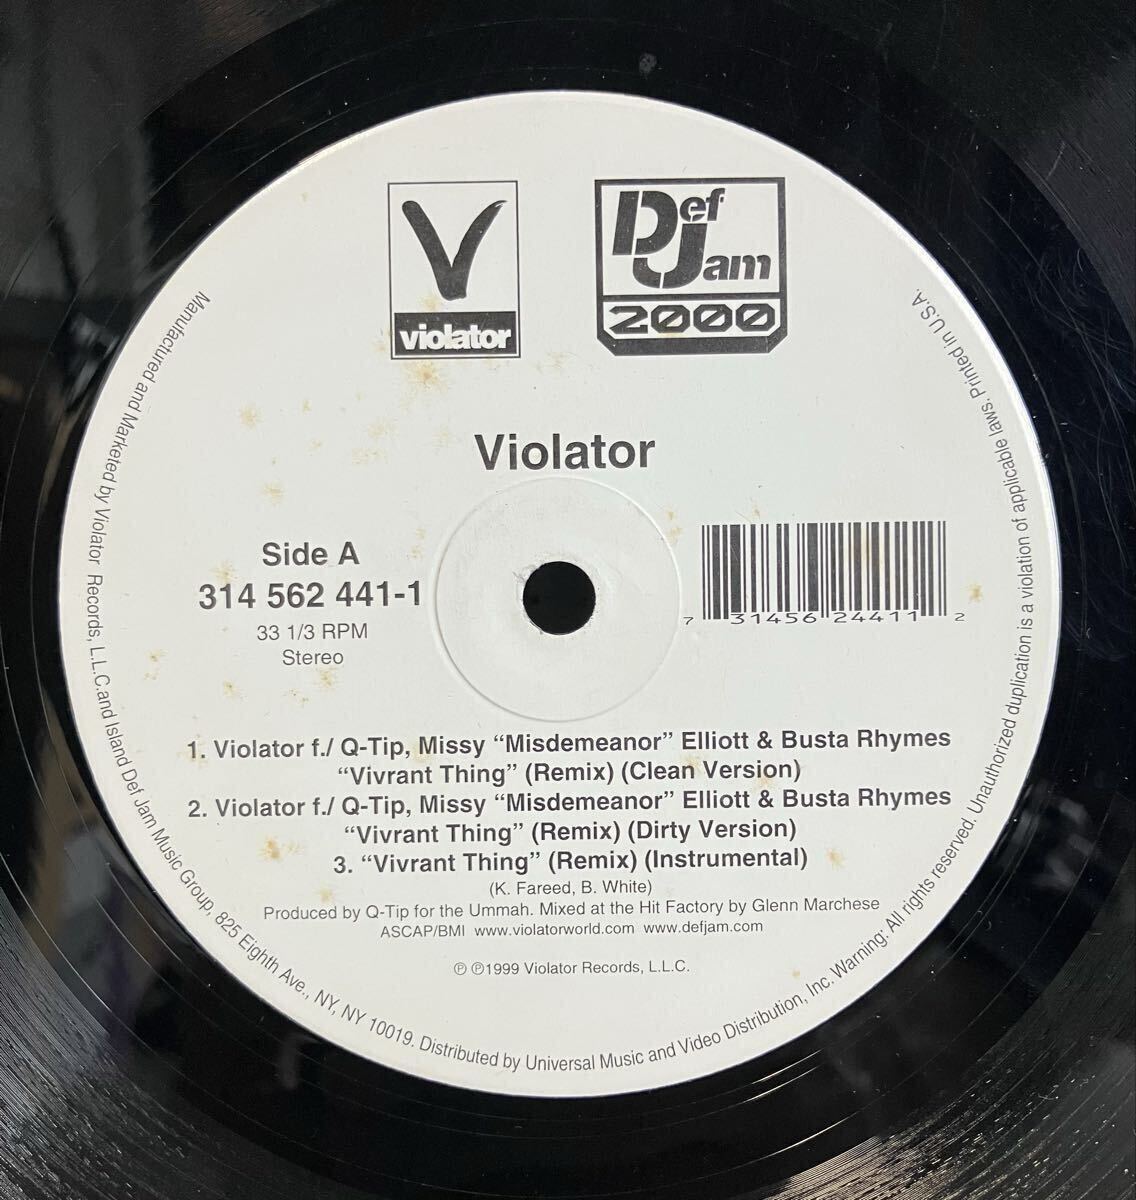 V
violator
Def Jam
2000
Violator
Side A
314 562 441-1
33 1/3 RPM
Stereo
7 31456 24411 2
1. Violator f./ Q-Tip, Missy “Misdemeanor” Elliott & Busta Rhymes
“Vivrant Thing” (Remix) (Clean Version)
2. Violator f./ Q-Tip, Missy “Misdemeanor” Elliott & Busta Rhymes
“Vivrant Thing” (Remix) (Dirty Version)
3. “Vivrant Thing” (Remix) (Instrumental)
(K. Fareed, B. White)
Produced by Q-Tip for the Ummah. Mixed at the Hit Factory by Glenn Marchese
ASCAP/BMI www.violatorworld.com www.defjam.com
℗ ℗1999 Violator Records, L.L.C.
Manufactured and Marketed by Violator Records, L.L.C.and Island Def Jam Music Group, 825 Eighth Ave., NY, NY 10019. Distributed by Universal Music and Video Distribution, Inc. Warning: All rights reserved. Unauthorized duplication is a violation of applicable laws. Printed in U.S.A.